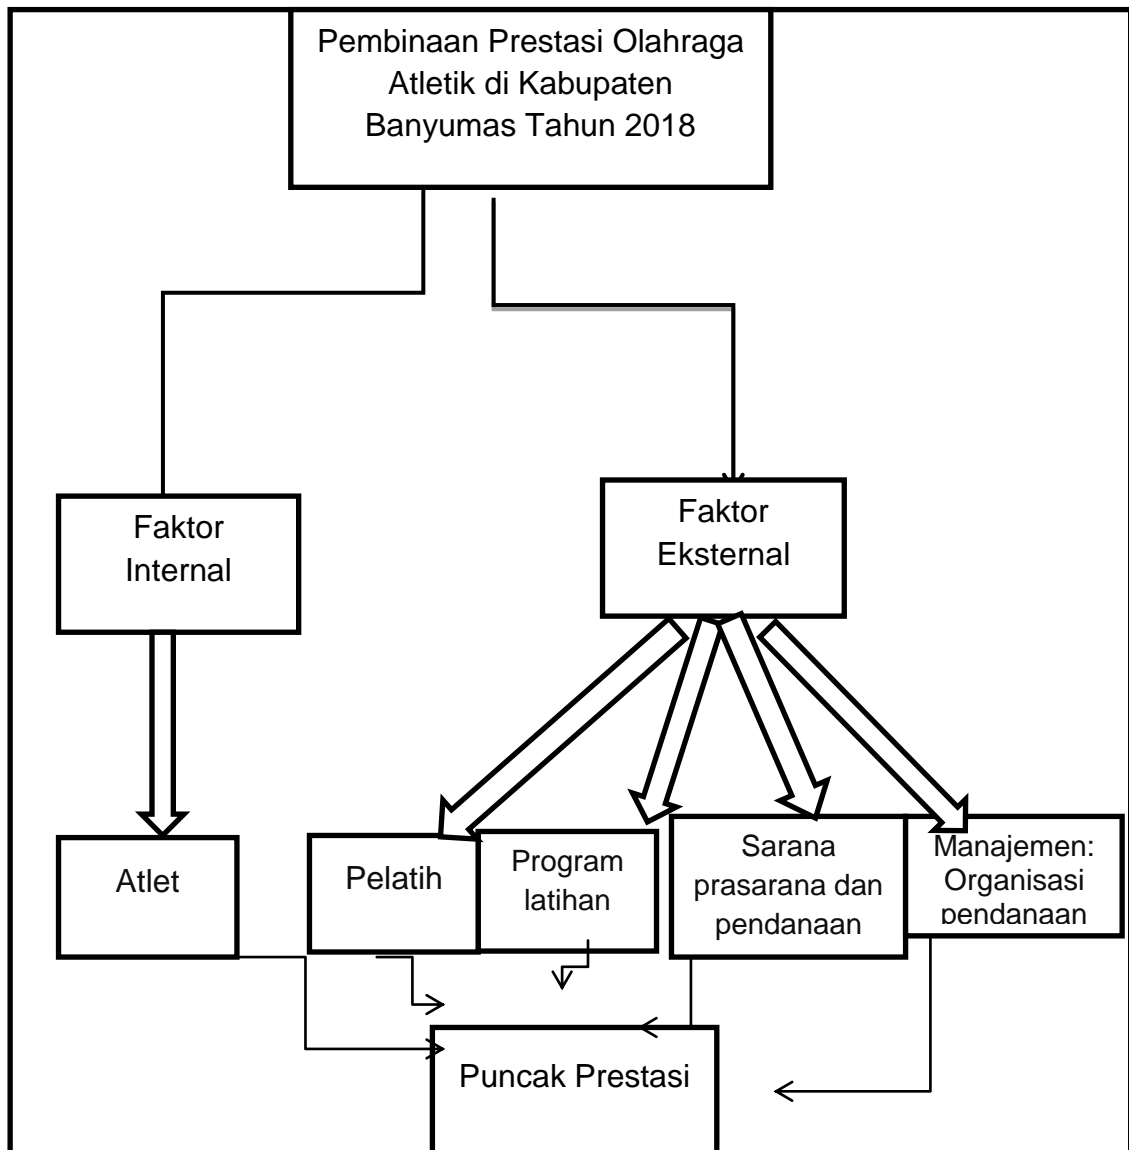 Pembinaan Prestasi Olahraga
Atletik di Kabupaten
Banyumas Tahun 2018
Faktor
Internal
Faktor
Eksternal
Atlet
Pelatih
Program
latihan
Sarana
prasarana dan
pendanaan
Manajemen:
Organisasi
pendanaan
Puncak Prestasi